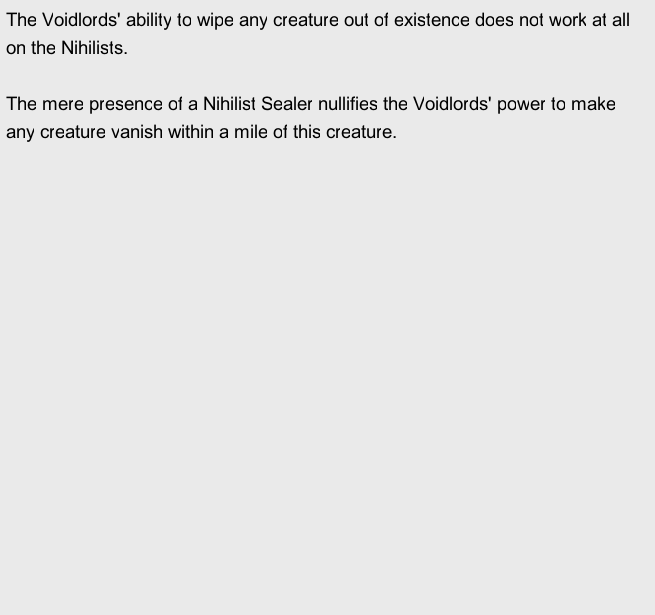 The Voidlords' ability to wipe any creature out of existence does not work at all
on the Nihilists.
The mere presence of a Nihilist Sealer nullifies the Voidlords' power to make
any creature vanish within a mile of this creature.